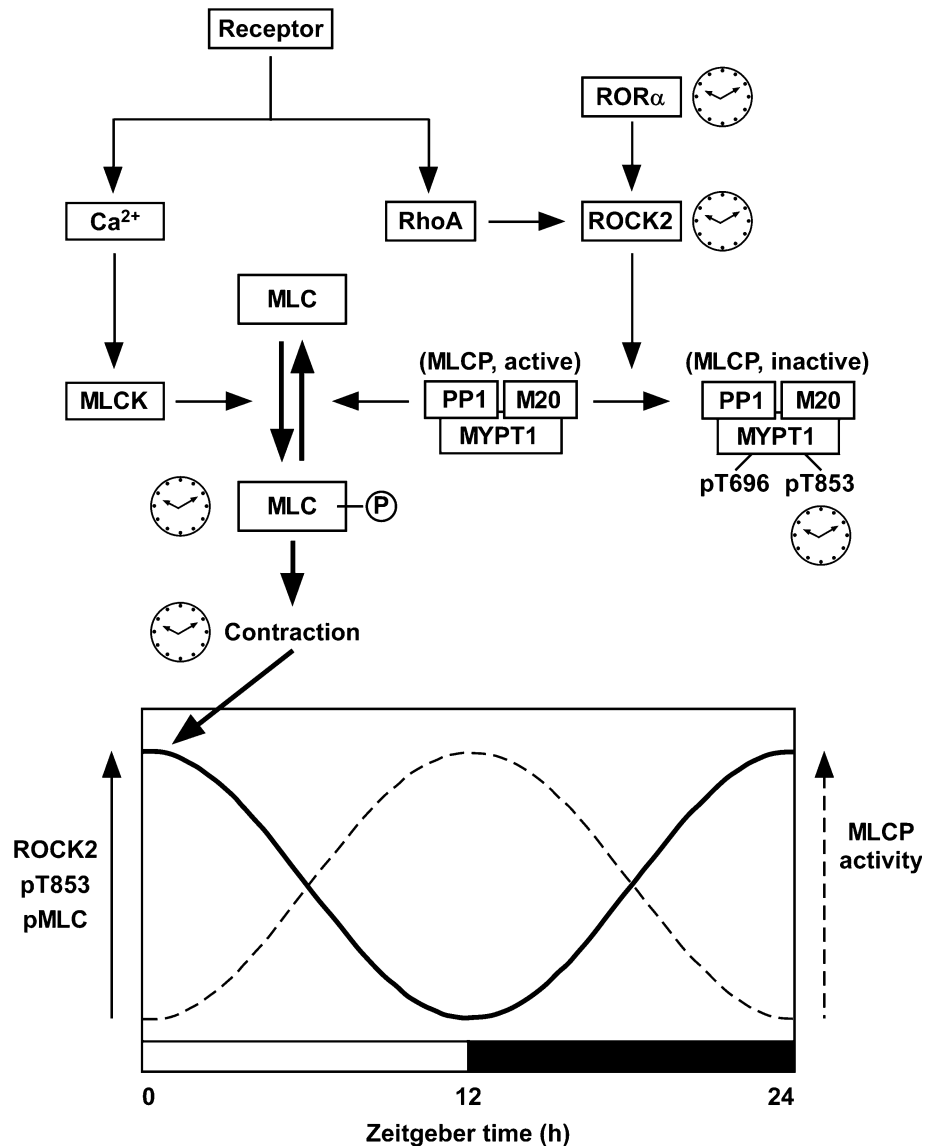 Receptor
RORα
Ca²⁺
RhoA
ROCK2
MLC
(MLCP, active)
(MLCP, inactive)
MLCK
PP1
M20
MYPT1
PP1
M20
MYPT1
pT696
pT853
MLC
P
Contraction
ROCK2
pT853
pMLC
MLCP
activity
0
12
24
Zeitgeber time (h)